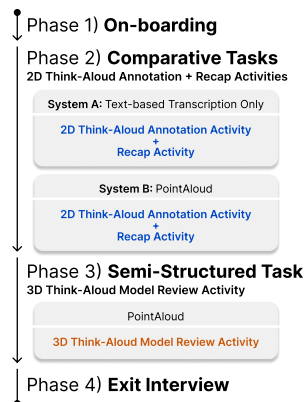 Phase 1) On-boarding
Phase 2) Comparative Tasks
2D Think-Aloud Annotation + Recap Activities
System A: Text-based Transcription Only
2D Think-Aloud Annotation Activity
+
Recap Activity
System B: PointAloud
2D Think-Aloud Annotation Activity
+
Recap Activity
Phase 3) Semi-Structured Task
3D Think-Aloud Model Review Activity
PointAloud
3D Think-Aloud Model Review Activity
Phase 4) Exit Interview